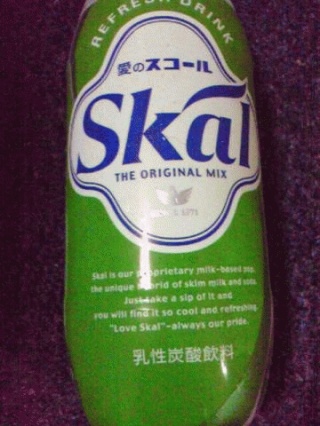 REFRESH DRINK
愛のスコール
Skal
THE ORIGINAL MIX
SINCE 1971
Skal is our proprietary milk-based pop,
the unique hybrid of skim milk and soda.
Just take a sip of it and
you will find it so cool and refreshing.
"Love Skal"-always our pride.
乳性炭酸飲料